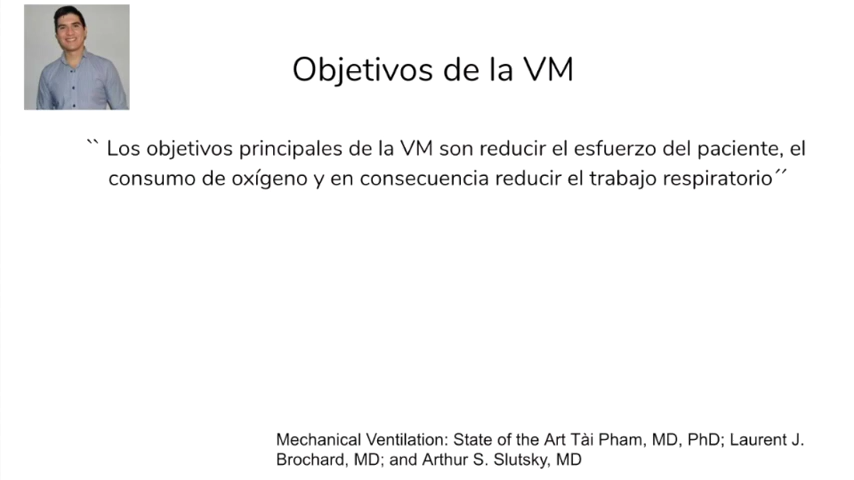 Objetivos de la VM
`` Los objetivos principales de la VM son reducir el esfuerzo del paciente, el
consumo de oxígeno y en consecuencia reducir el trabajo respiratorio´´
Mechanical Ventilation: State of the Art Tài Pham, MD, PhD; Laurent J.
Brochard, MD; and Arthur S. Slutsky, MD